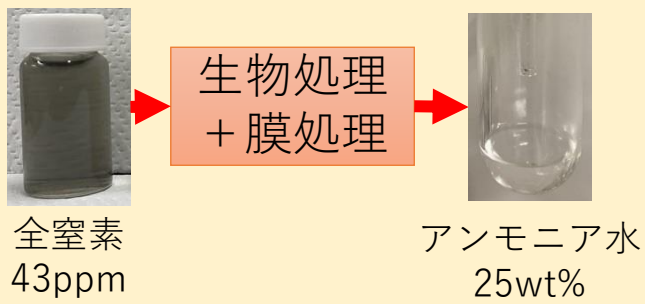 生物処理
＋膜処理
全窒素
43ppm
アンモニア水
25wt%